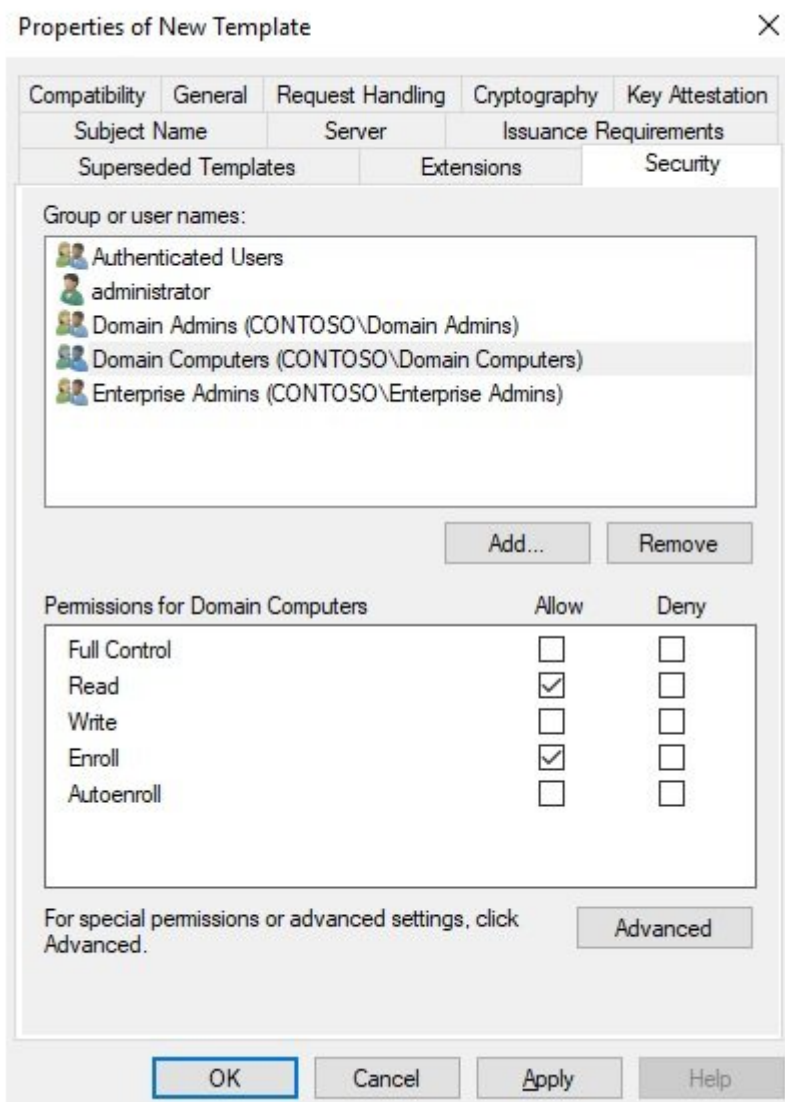 Properties of New Template
Compatibility General Request Handling Cryptography Key Attestation
Subject Name Server Issuance Requirements
Superseded Templates Extensions Security
Group or user names:
Authenticated Users
administrator
Domain Admins (CONTOSO\Domain Admins)
Domain Computers (CONTOSO\Domain Computers)
Enterprise Admins (CONTOSO\Enterprise Admins)
Add... Remove
Permissions for Domain Computers Allow Deny
Full Control
Read
Write
Enroll
Autoenroll
For special permissions or advanced settings, click
Advanced.
Advanced
OK Cancel Apply Help